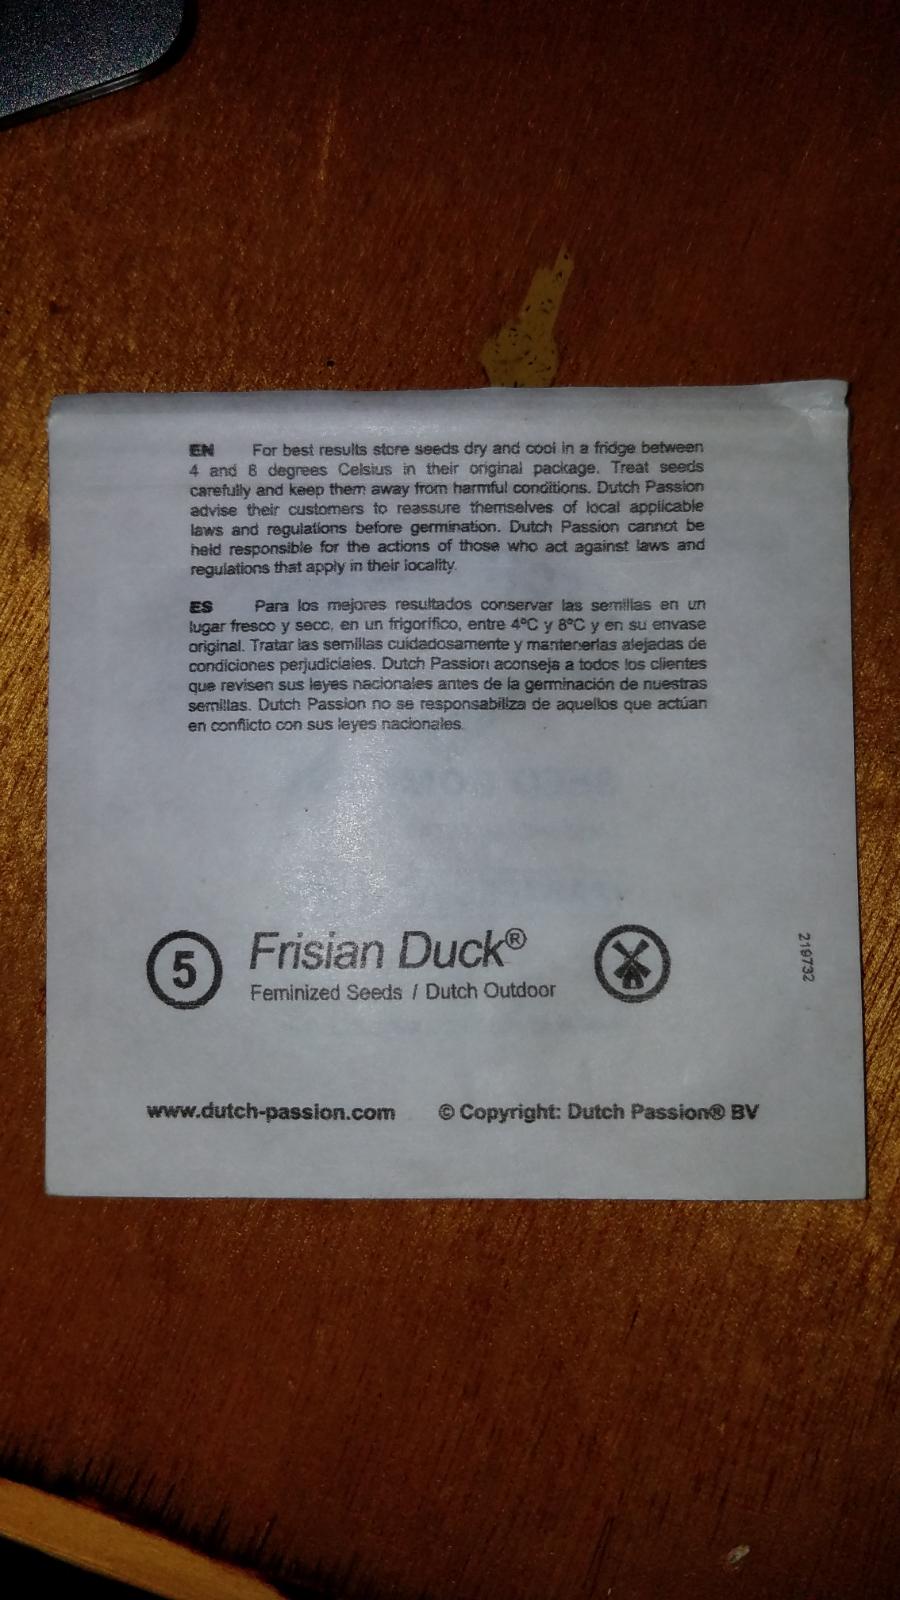 EN For best results store seeds dry and cool in a fridge between
4 and 8 degrees Celsius in their original package. Treat seeds
carefully and keep them away from harmful conditions. Dutch Passion
advise their customers to reassure themselves of local applicable
laws and regulations before germination. Dutch Passion cannot be
held responsible for the actions of those who act against laws and
regulations that apply in their locality.
ES Para los mejores resultados conservar las semillas en un
lugar fresco y seco, en un frigorífico, entre 4ºC y 8ºC y en su envase
original. Tratar las semillas cuidadosamente y mantenerlas alejadas de
condiciones perjudiciales. Dutch Passion aconseja a todos los clientes
que revisen sus leyes nacionales antes de la germinación de nuestras
semillas. Dutch Passion no se responsabiliza de aquellos que actúan
en conflicto con sus leyes nacionales.
5 Frisian Duck®
Feminized Seeds / Dutch Outdoor
219732
www.dutch-passion.com © Copyright: Dutch Passion® BV